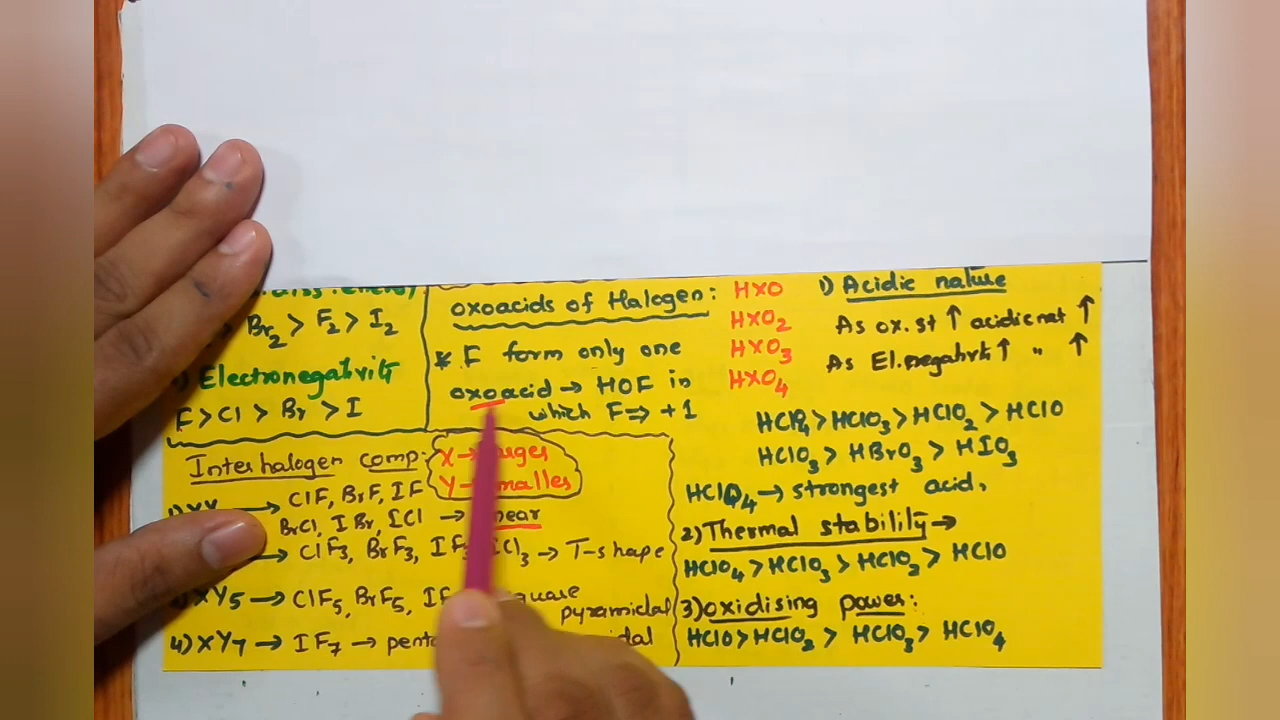 Br2 > F2 > I2
Electronegativity
F > Cl > Br > I
oxoacids of Halogen:
* F form only one
oxoacid → HOF in
which F ⇒ +1
HXO
HXO2
HXO3
HXO4
1) Acidic nature
As ox.st ↑ acidic nat ↑
As El.negativiti ↑ " ↑
HClO4 > HClO3 > HClO2 > HClO
HClO3 > HBrO3 > HIO3
HClO4 → strongest acid.
2) Thermal stability →
HClO4 > HClO3 > HClO2 > HClO
3) oxidising power:
HClO > HClO2 > HClO3 > HClO4
Interhalogen comp:
X →
Y →
→ ClF, BrF, IF
BrCl, IBr, ICl →
→ ClF3, BrF3, ICl3 → T-shape
XY5 → ClF5, BrF5,
pyramidal
4) XY7 → IF7 →